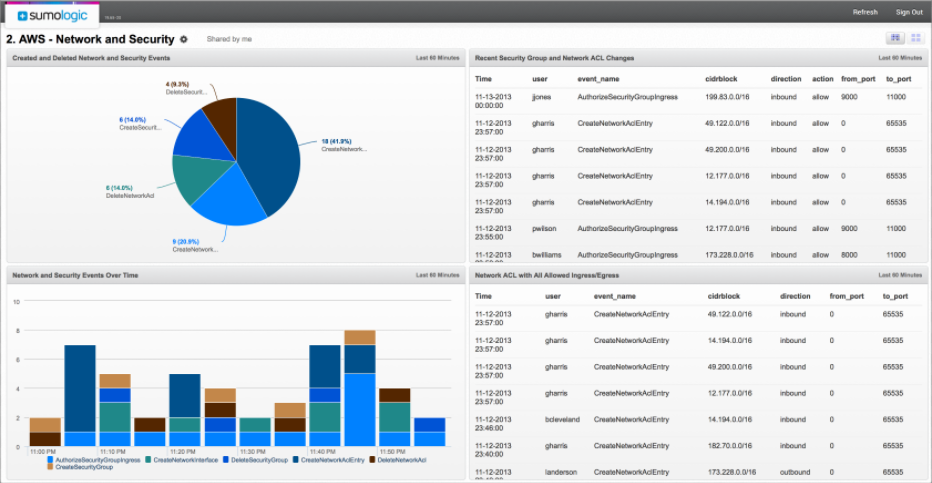 sumologic
Refresh
Sign Out
2. AWS - Network and Security
Shared by me
Created and Deleted Network and Security Events
Last 60 Minutes
4 (9.3%)
DeleteSecurit...
6 (14.0%)
CreateSecurit...
18 (41.9%)
CreateNetwork...
6 (14.0%)
DeleteNetworkAcl
9 (20.9%)
CreateNetwork...
Recent Security Group and Network ACL Changes
Last 60 Minutes
Time user event_name cidrblock direction action from_port to_port
11-13-2013 jjones AuthorizeSecurityGroupIngress 199.83.0.0/16 inbound allow 9000 11000
00:00:00
11-12-2013 gharris CreateNetworkAclEntry 49.122.0.0/16 inbound allow 0 65535
23:57:00
11-12-2013 gharris CreateNetworkAclEntry 49.200.0.0/16 inbound allow 0 65535
23:57:00
11-12-2013 gharris CreateNetworkAclEntry 12.177.0.0/16 inbound allow 0 65535
23:57:00
11-12-2013 gharris CreateNetworkAclEntry 14.194.0.0/16 inbound allow 0 65535
23:57:00
11-12-2013 pwilson AuthorizeSecurityGroupIngress 12.177.0.0/16 inbound allow 9000 11000
23:55:00
11-12-2013 bwilliams AuthorizeSecurityGroupIngress 173.228.0.0/16 inbound allow 8000 11000
Network and Security Events Over Time
Last 60 Minutes
10
8
6
4
2
0
11:00 PM 11:10 PM 11:20 PM 11:30 PM 11:40 PM 11:50 PM
AuthorizeSecurityGroupIngress CreateNetworkInterface DeleteSecurityGroup CreateNetworkAclEntry DeleteNetworkAcl
CreateSecurityGroup
Network ACL with All Allowed Ingress/Egress
Last 60 Minutes
Time user event_name cidrblock direction from_port to_port
11-12-2013 gharris CreateNetworkAclEntry 49.122.0.0/16 inbound 0 65535
23:57:00
11-12-2013 gharris CreateNetworkAclEntry 14.194.0.0/16 inbound 0 65535
23:57:00
11-12-2013 gharris CreateNetworkAclEntry 49.200.0.0/16 inbound 0 65535
23:57:00
11-12-2013 gharris CreateNetworkAclEntry 12.177.0.0/16 inbound 0 65535
23:57:00
11-12-2013 bcleveland CreateNetworkAclEntry 14.194.0.0/16 inbound 0 65535
23:46:00
11-12-2013 gharris CreateNetworkAclEntry 182.70.0.0/16 inbound 0 65535
23:40:00
11-12-2013 landerson CreateNetworkAclEntry 173.228.0.0/16 outbound 0 65535